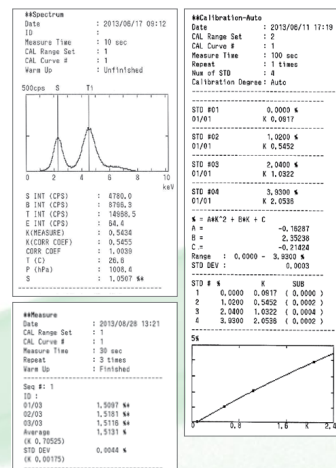 ##Spectrum
Date : 2013/06/17 09:12
ID :
Measure Time : 10 sec
CAL Range Set : 1
CAL Curve # : 1
Warm Up : Unfinished
500cps S Ti
0 2 4 6 8 10
keV
S INT (CPS) : 4780.0
B INT (CPS) : 8766.3
T INT (CPS) : 14968.5
E INT (CPS) : 64.4
K(MEASURE) : 0.5434
K(CORR COEF) : 0.5455
CORR COEF : 1.0039
T (C) : 26.8
P (hPa) : 1008.4
S : 1.0507 %*
##Measure
Date : 2013/08/28 13:21
CAL Range Set : 1
CAL Curve # : 1
Measure Time : 30 sec
Repeat : 3 times
Warm Up : Finished
Seq #: 1
ID :
01/03 1.5097 %*
02/03 1.5181 %*
03/03 1.5116 %*
Average 1.5131 %
(K 0.70525)
STD DEV 0.0044 %
(K 0.00175)
##Calibration-Auto
Date : 2013/06/11 17:19
CAL Range Set : 2
CAL Curve # : 1
Measure Time : 100 sec
Repeat : 1 times
Num of STD : 4
Calibration Degree: Auto
STD #01 0.0000 %
01/01 K 0.0917
STD #02 1.0200 %
01/01 K 0.5452
STD #03 2.0400 %
01/01 K 1.0322
STD #04 3.9300 %
01/01 K 2.0536
% = A*K^2 + B*K + C
A = -0.16287
B = 2.35236
C = -0.21424
Range : 0.0000 - 3.9300 %
STD DEV : 0.0003
STD # % K SUB
1 0.0000 0.0917 ( 0.0000 )
2 1.0200 0.5452 ( 0.0002 )
3 2.0400 1.0322 ( 0.0004 )
4 3.9300 2.0536 ( 0.0002 )
5%
0 0.8 1.6 K 2.4